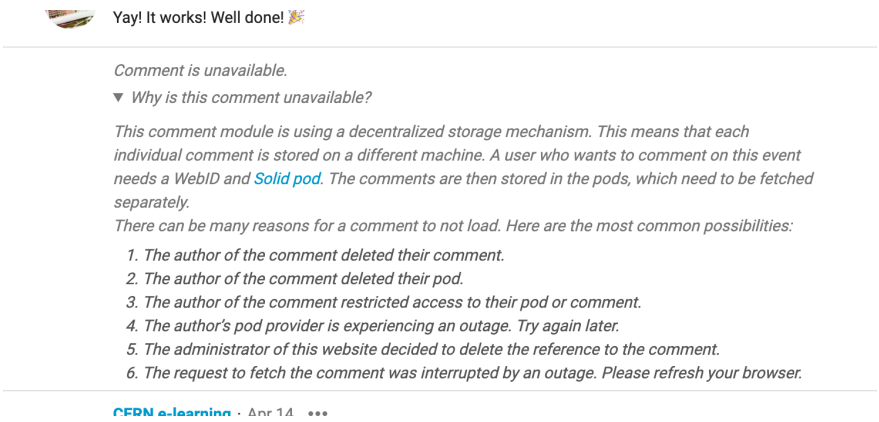 Yay! It works! Well done! 🎉
Comment is unavailable.
▼ Why is this comment unavailable?
This comment module is using a decentralized storage mechanism. This means that each
individual comment is stored on a different machine. A user who wants to comment on this event
needs a WebID and Solid pod. The comments are then stored in the pods, which need to be fetched
separately.
There can be many reasons for a comment to not load. Here are the most common possibilities:
1. The author of the comment deleted their comment.
2. The author of the comment deleted their pod.
3. The author of the comment restricted access to their pod or comment.
4. The author’s pod provider is experiencing an outage. Try again later.
5. The administrator of this website decided to delete the reference to the comment.
6. The request to fetch the comment was interrupted by an outage. Please refresh your browser.
CERN e-learning · Apr 14 •••